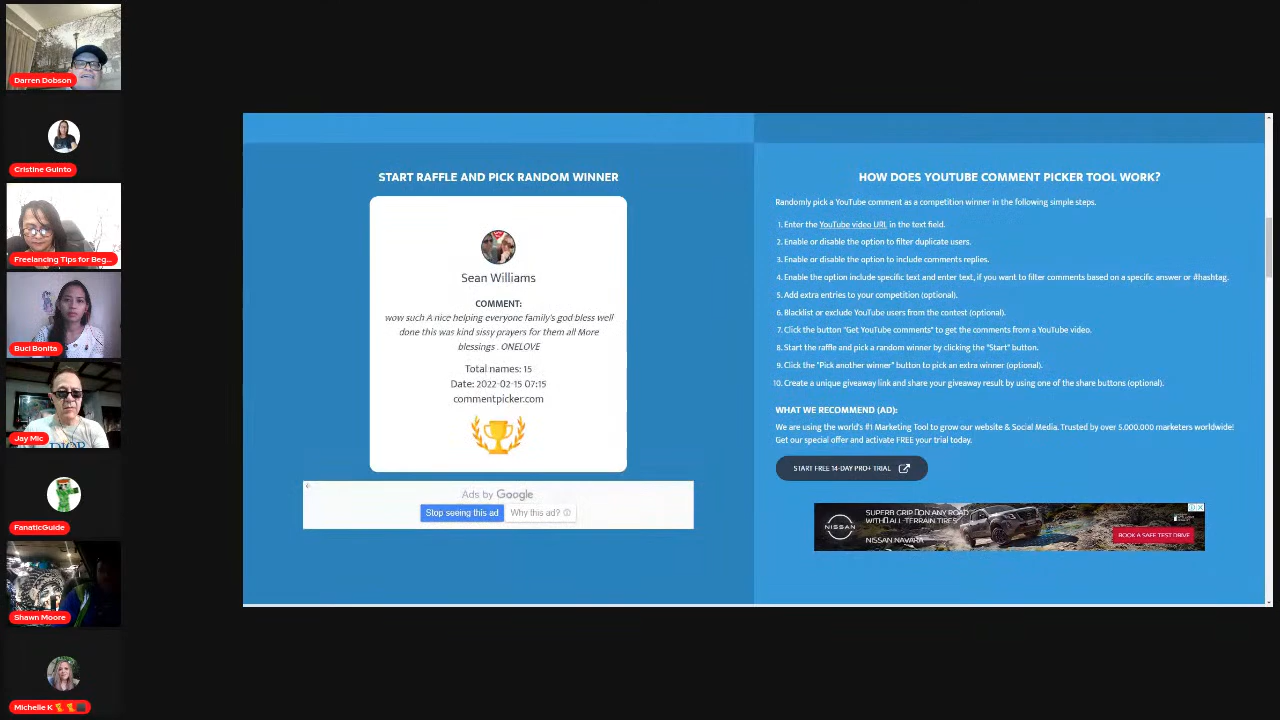 Darren Dobson
Cristine Guinto
Freelancing Tips for Beg...
Buci Bonita
Jay Mic
FanaticGuide
Shawn Moore
Michelle K
START RAFFLE AND PICK RANDOM WINNER
Sean Williams
COMMENT:
wow such A nice helping everyone family's god bless well
done this was kind sissy prayers for them all More
blessings . ONELOVE
Total names: 15
Date: 2022-02-15 07:15
commentpicker.com
Ads by Google
Stop seeing this ad
Why this ad?
HOW DOES YOUTUBE COMMENT PICKER TOOL WORK?
Randomly pick a YouTube comment as a competition winner in the following simple steps.
1. Enter the YouTube video URL in the text field.
2. Enable or disable the option to filter duplicate users.
3. Enable or disable the option to include comments replies.
4. Enable the option include specific text and enter text, if you want to filter comments based on a specific answer or #hashtag.
5. Add extra entries to your competition (optional).
6. Blacklist or exclude YouTube users from the contest (optional).
7. Click the button "Get YouTube comments" to get the comments from a YouTube video.
8. Start the raffle and pick a random winner by clicking the "Start" button.
9. Click the "Pick another winner" button to pick an extra winner (optional).
10. Create a unique giveaway link and share your giveaway result by using one of the share buttons (optional).
WHAT WE RECOMMEND (AD):
We are using the world's #1 Marketing Tool to grow our website & Social Media. Trusted by over 5.000.000 marketers worldwide!
Get our special offer and activate FREE your trial today.
START FREE 14-DAY PRO+ TRIAL
NISSAN
SUPERB GRIP ON ANY ROAD
WITH ALL-TERRAIN TIRES
NISSAN NAVARA
BOOK A SAFE TEST DRIVE